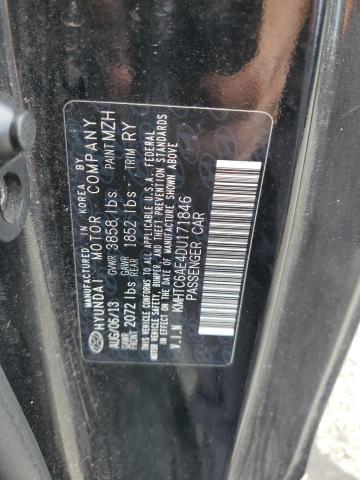 MANUFACTURED IN KOREA BY
HYUNDAI MOTOR COMPANY
AUG/06/13 GVWR 3858 lbs. PAINT MZH
GAWR FRONT 2072 lbs GAWR REAR 1852 lbs. TRIM RY
THIS VEHICLE CONFORMS TO ALL APPLICABLE U.S.A. FEDERAL
MOTOR VEHICLE SAFETY, BUMPER, AND THEFT PREVENTION
STANDARDS IN EFFECT ON THE DATE OF MANUFACTURE SHOWN ABOVE.
V.I.N KMHTC6AE4DU171846
PASSENGER CAR